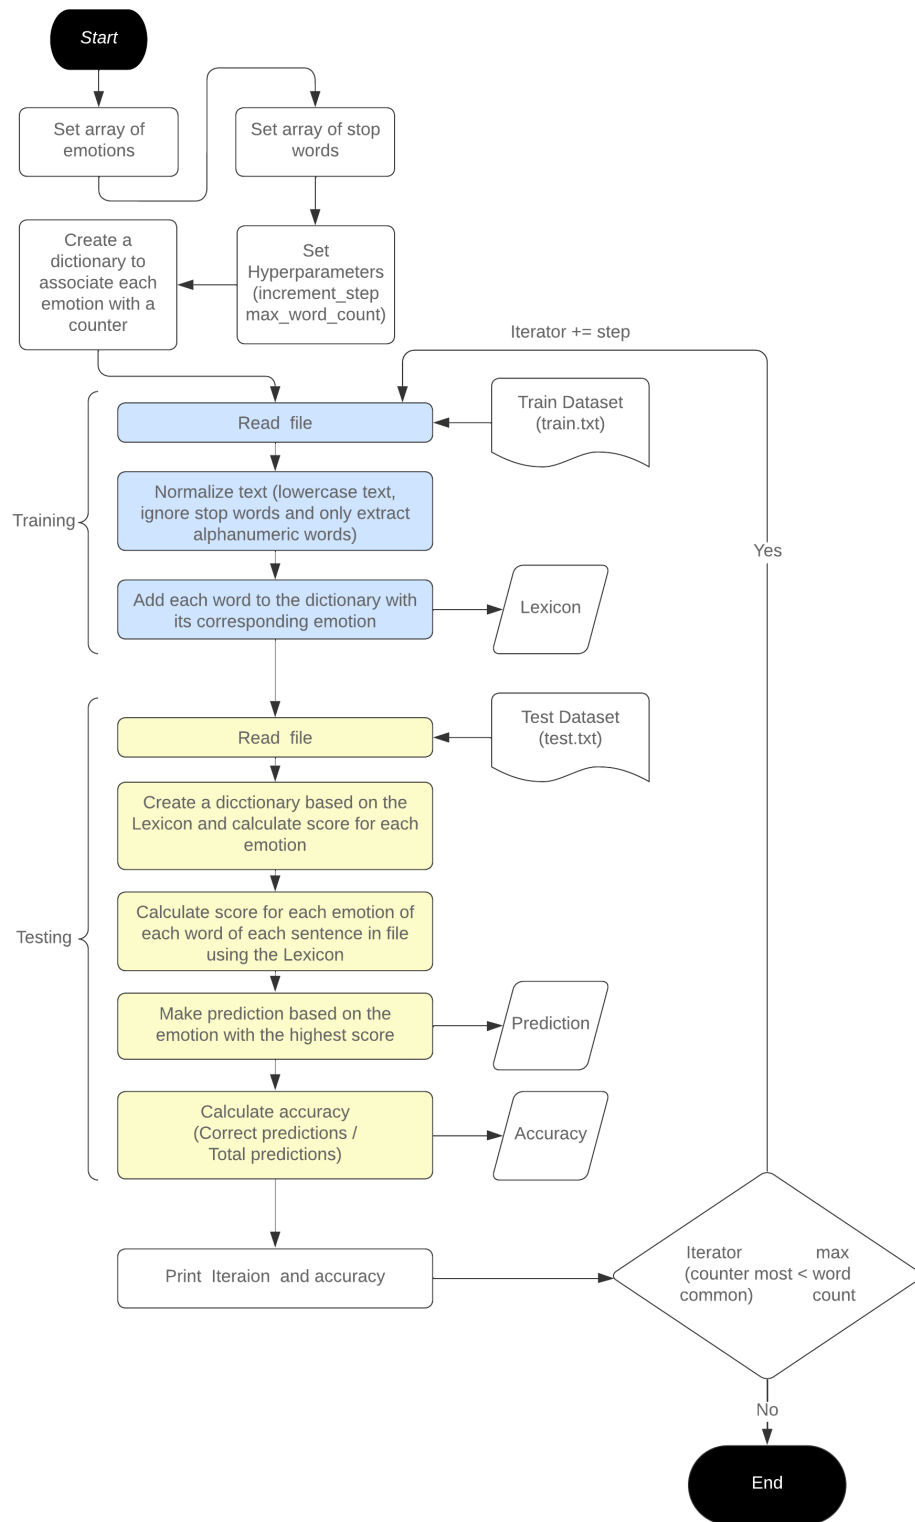 Start
Set array of
emotions
Set array of stop
words
Set
Hyperparameters
(increment_step
max_word_count)
Create a
dictionary to
associate each
emotion with a
counter
Iterator += step
Train Dataset
(train.txt)
Read  file
Training
Normalize text (lowercase text,
ignore stop words and only extract
alphanumeric words)
Yes
Add each word to the dictionary with
its corresponding emotion
Lexicon
Test Dataset
(test.txt)
Read  file
Testing
Create a dicctionary based on the
Lexicon and calculate score for each
emotion
Calculate score for each emotion of
each word of each sentence in file
using the Lexicon
Make prediction based on the
emotion with the highest score
Prediction
Calculate accuracy
(Correct predictions /
Total predictions)
Accuracy
Print  Iteraion  and accuracy
Iterator max
(counter most < word
common) count
No
End